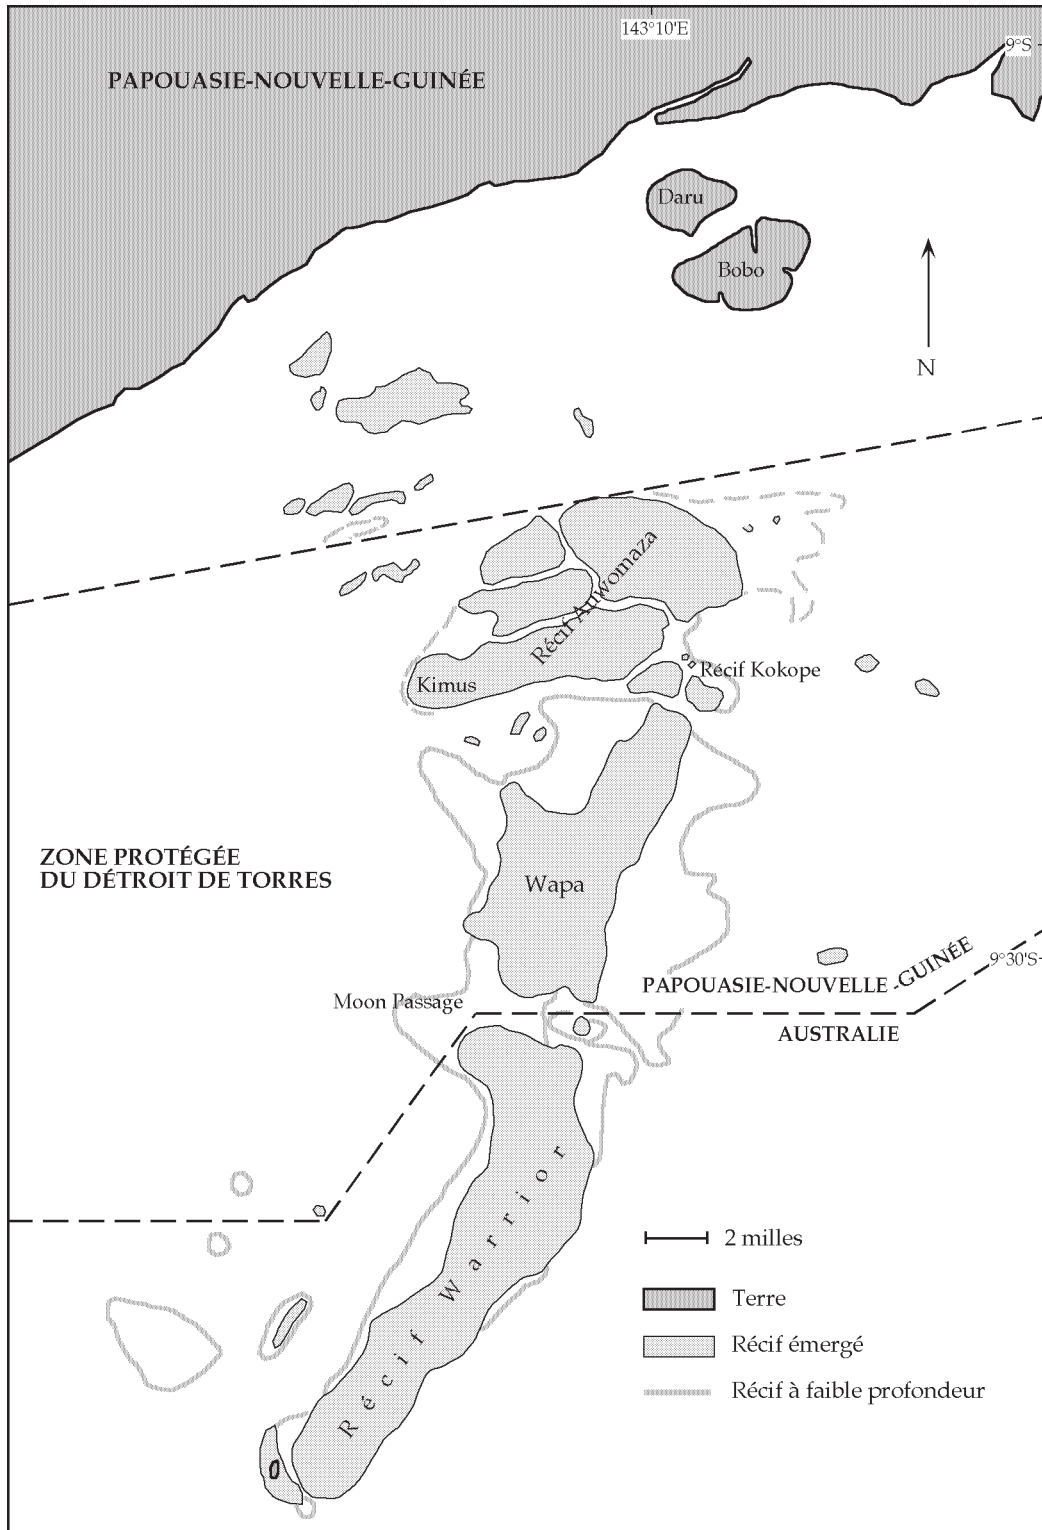 143°10'E
9°S
PAPOUASIE-NOUVELLE-GUINÉE
Daru
Bobo
N
Récif Auwomaza
Récif Kokope
Kimus
ZONE PROTÉGÉE
DU DÉTROIT DE TORRES
Wapa
9°30'S
PAPOUASIE-NOUVELLE-GUINÉE
Moon Passage
AUSTRALIE
Récif Warrior
2 milles
Terre
Récif émergé
Récif à faible profondeur